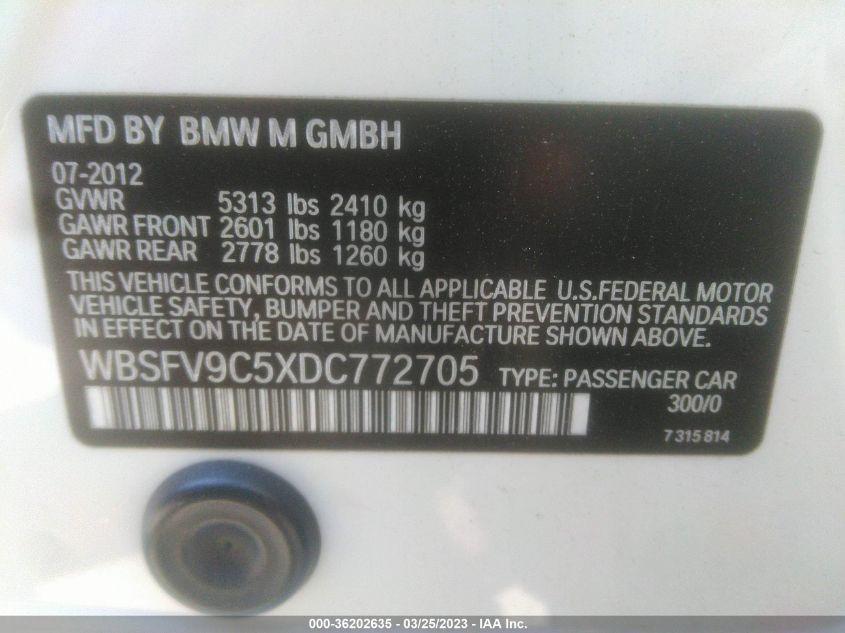 MFD BY BMW M GMBH
07-2012
GVWR 5313 lbs 2410 kg
GAWR FRONT 2601 lbs 1180 kg
GAWR REAR 2778 lbs 1260 kg
THIS VEHICLE CONFORMS TO ALL APPLICABLE U.S.FEDERAL MOTOR
VEHICLE SAFETY, BUMPER AND THEFT PREVENTION STANDARDS
IN EFFECT ON THE DATE OF MANUFACTURE SHOWN ABOVE.
WBSFV9C5XDC772705 TYPE: PASSENGER CAR
300/0
7315814
000-36202635 - 03/25/2023 - IAA Inc.